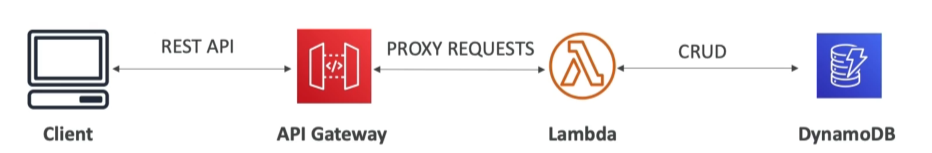 REST API
PROXY REQUESTS
CRUD
</>
Client
API Gateway
Lambda
DynamoDB